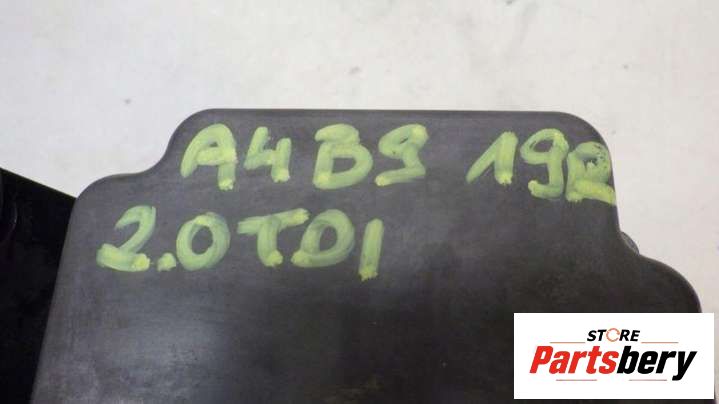 A4 B9 19R
2.0TDI
STORE
Partsbery